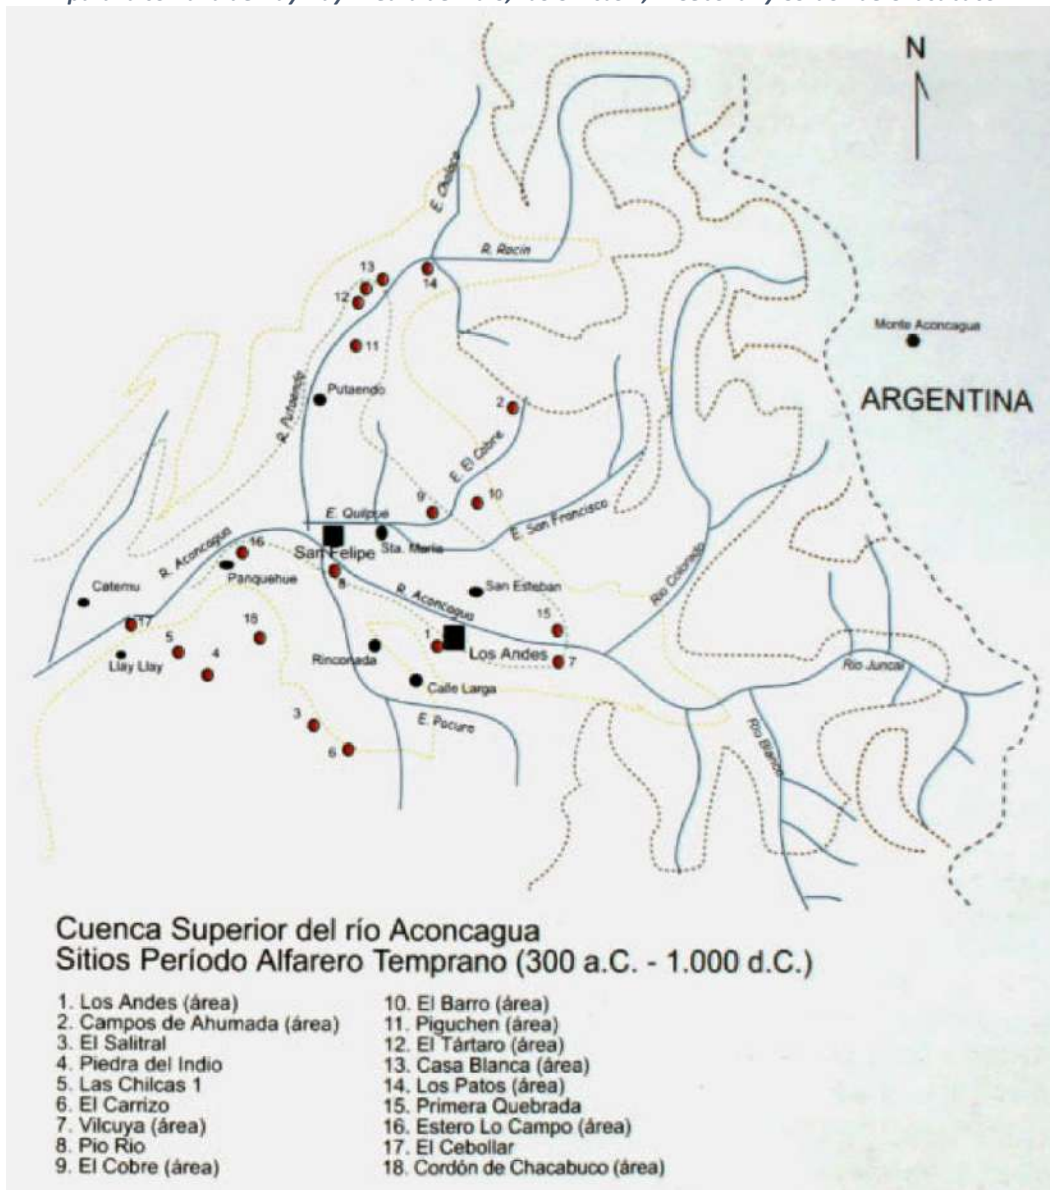 N
E. Chalaco
R. Rocín
13
12
14
11
Monte Aconcagua
ARGENTINA
Putaendo
R. Putaendo
2
E. El Cobre
9
10
E. Quilpue
E. San Francisco
R. Aconcagua
16
San Felipe
Sta. María
Panquehue
8
R. Aconcagua
San Esteban
Río Colorado
Catemu
17
18
15
5
4
1
Rinconada
Los Andes
7
Llay Llay
Río Juncal
Calle Larga
3
E. Pocuro
6
Río Blanco
Cuenca Superior del río Aconcagua
Sitios Período Alfarero Temprano (300 a.C. - 1.000 d.C.)
1. Los Andes (área)
2. Campos de Ahumada (área)
3. El Salitral
4. Piedra del Indio
5. Las Chilcas 1
6. El Carrizo
7. Vilcuya (área)
8. Pio Rio
9. El Cobre (área)
10. El Barro (área)
11. Piguchen (área)
12. El Tártaro (área)
13. Casa Blanca (área)
14. Los Patos (área)
15. Primera Quebrada
16. Estero Lo Campo (área)
17. El Cebollar
18. Cordón de Chacabuco (área)